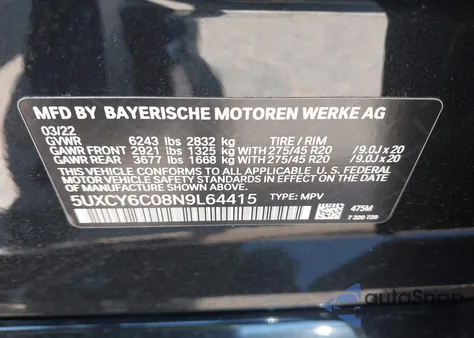 MFD BY BAYERISCHE MOTOREN WERKE AG
03/22
GVWR 6243 lbs 2832 kg TIRE / RIM
GAWR FRONT 2921 lbs 1325 kg WITH 275/45 R20 / 9.0J x 20
GAWR REAR 3677 lbs 1668 kg WITH 275/45 R20 / 9.0J x 20
THIS VEHICLE CONFORMS TO ALL APPLICABLE U. S. FEDERAL
MOTOR VEHICLE SAFETY STANDARDS IN EFFECT ON THE DATE
OF MANUFACTURE SHOWN ABOVE.
5UXCY6C08N9L64415 TYPE: MPV 475M
7 320 720
autoSnap